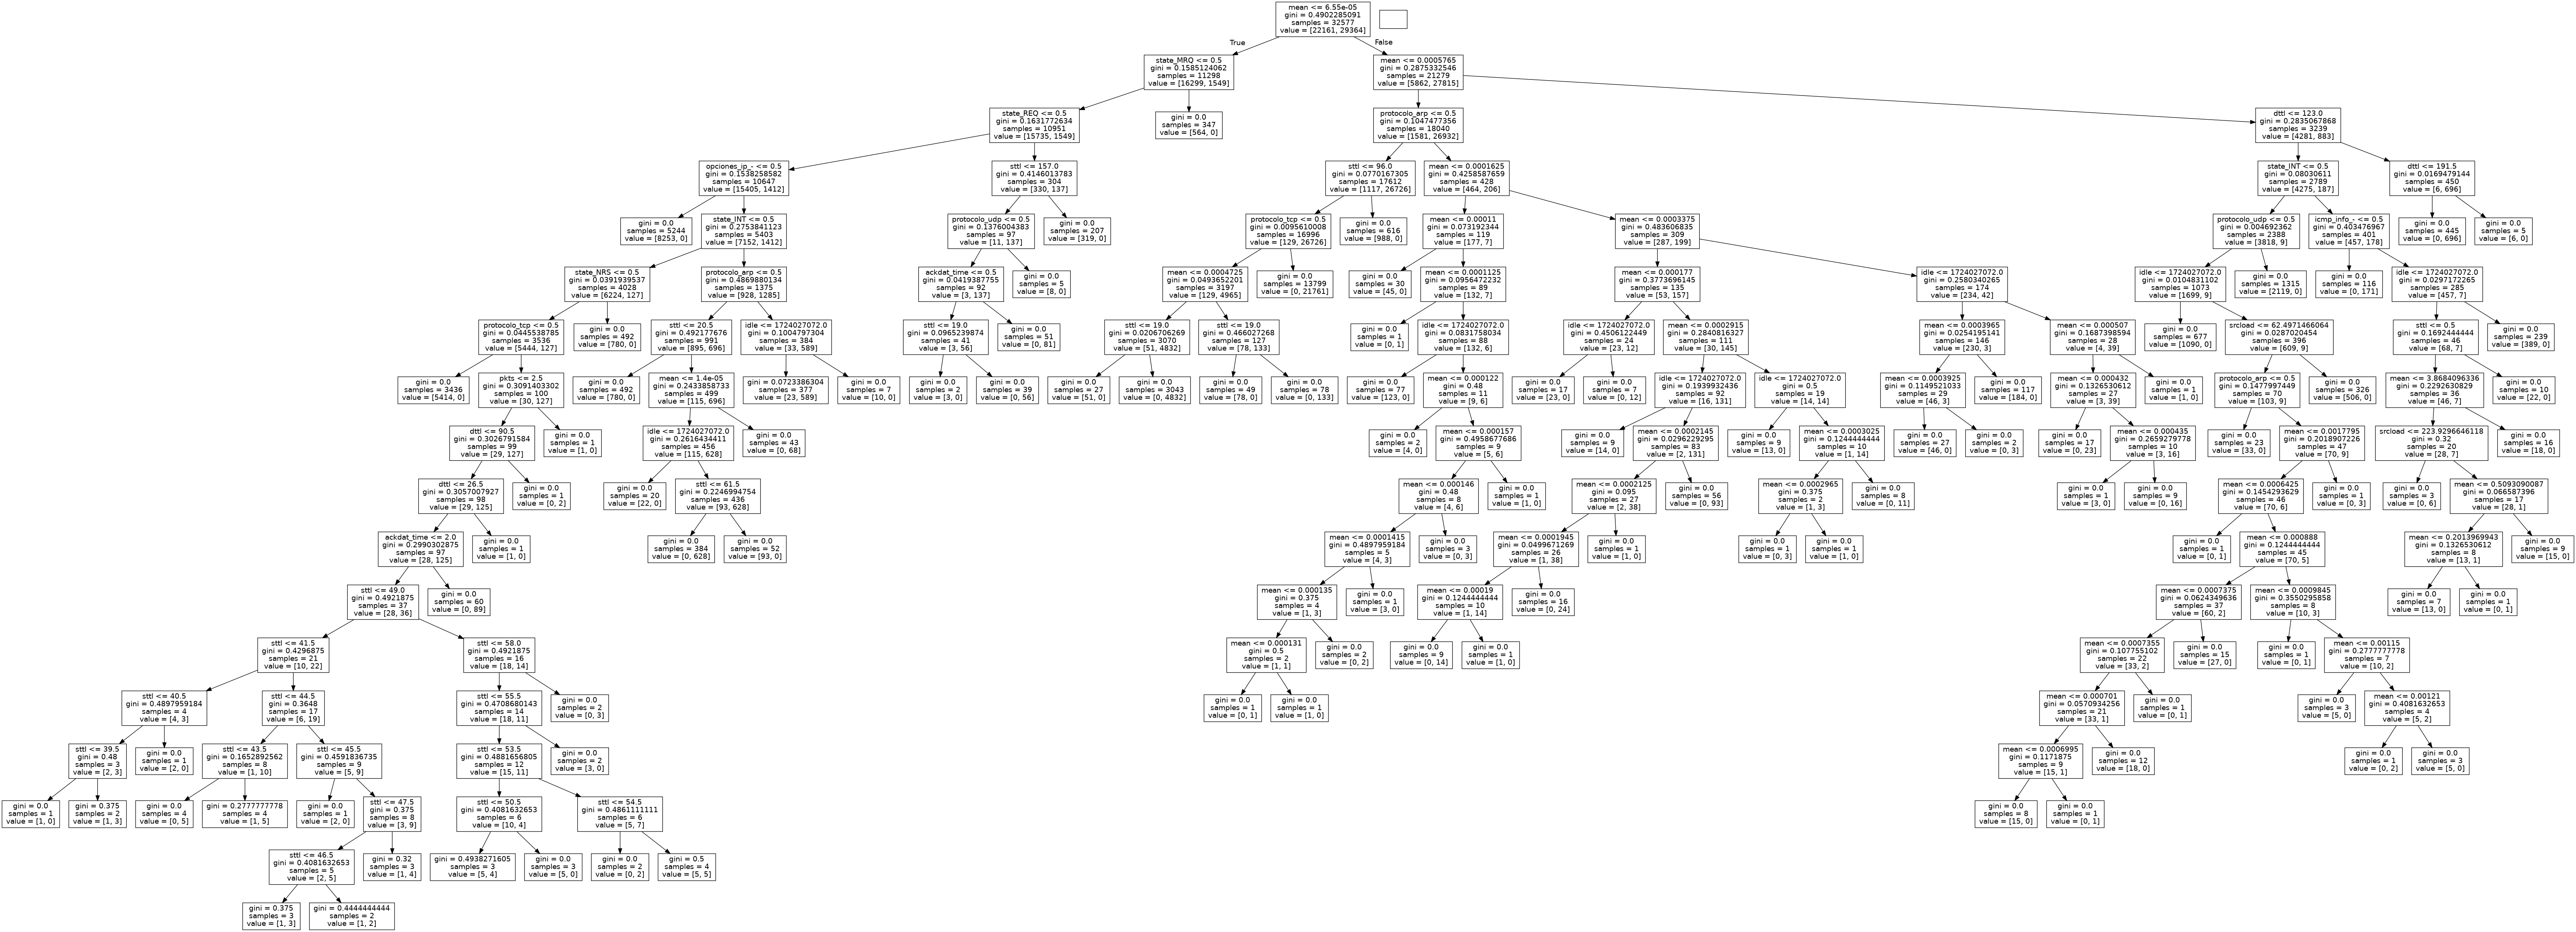 mean <= 6.55e-05
gini = 0.4902285091
samples = 32577
value = [22161, 29364]
True
False
state_MRQ <= 0.5
gini = 0.1585124062
samples = 11298
value = [16299, 1549]
mean <= 0.0005765
gini = 0.2875332546
samples = 21279
value = [5862, 27815]
state_REQ <= 0.5
gini = 0.1631772634
samples = 10951
value = [15735, 1549]
gini = 0.0
samples = 347
value = [564, 0]
protocolo_arp <= 0.5
gini = 0.1047477356
samples = 18040
value = [1581, 26932]
dttl <= 123.0
gini = 0.2835067868
samples = 3239
value = [4281, 883]
opciones_ip_- <= 0.5
gini = 0.1538258582
samples = 10647
value = [15405, 1412]
sttl <= 157.0
gini = 0.4146013783
samples = 304
value = [330, 137]
sttl <= 96.0
gini = 0.0770167305
samples = 17612
value = [1117, 26726]
mean <= 0.0001625
gini = 0.4258587659
samples = 428
value = [464, 206]
state_INT <= 0.5
gini = 0.08030611
samples = 2789
value = [4275, 187]
dttl <= 191.5
gini = 0.0169479144
samples = 450
value = [6, 696]
gini = 0.0
samples = 5244
value = [8253, 0]
state_INT <= 0.5
gini = 0.2753841123
samples = 5403
value = [7152, 1412]
protocolo_udp <= 0.5
gini = 0.1376004383
samples = 97
value = [11, 137]
gini = 0.0
samples = 207
value = [319, 0]
protocolo_tcp <= 0.5
gini = 0.0095610008
samples = 16996
value = [129, 26726]
gini = 0.0
samples = 616
value = [988, 0]
mean <= 0.00011
gini = 0.073192344
samples = 119
value = [177, 7]
mean <= 0.0003375
gini = 0.483606835
samples = 309
value = [287, 199]
protocolo_udp <= 0.5
gini = 0.004692362
samples = 2388
value = [3818, 9]
icmp_info_- <= 0.5
gini = 0.403476967
samples = 401
value = [457, 178]
gini = 0.0
samples = 445
value = [0, 696]
gini = 0.0
samples = 5
value = [6, 0]
state_NRS <= 0.5
gini = 0.0391939537
samples = 4028
value = [6224, 127]
protocolo_arp <= 0.5
gini = 0.4869880134
samples = 1375
value = [928, 1285]
ackdat_time <= 0.5
gini = 0.0419387755
samples = 92
value = [3, 137]
gini = 0.0
samples = 5
value = [8, 0]
mean <= 0.0004725
gini = 0.0493652201
samples = 3197
value = [129, 4965]
gini = 0.0
samples = 13799
value = [0, 21761]
gini = 0.0
samples = 30
value = [45, 0]
mean <= 0.0001125
gini = 0.0956472232
samples = 89
value = [132, 7]
mean <= 0.000177
gini = 0.3773696145
samples = 135
value = [53, 157]
idle <= 1724027072.0
gini = 0.2580340265
samples = 174
value = [234, 42]
idle <= 1724027072.0
gini = 0.0104831102
samples = 1073
value = [1699, 9]
gini = 0.0
samples = 1315
value = [2119, 0]
gini = 0.0
samples = 116
value = [0, 171]
idle <= 1724027072.0
gini = 0.0297172265
samples = 285
value = [457, 7]
protocolo_tcp <= 0.5
gini = 0.0445538785
samples = 3536
value = [5444, 127]
gini = 0.0
samples = 492
value = [780, 0]
sttl <= 20.5
gini = 0.492177676
samples = 991
value = [895, 696]
idle <= 1724027072.0
gini = 0.1004797304
samples = 384
value = [33, 589]
sttl <= 19.0
gini = 0.0965239874
samples = 41
value = [3, 56]
gini = 0.0
samples = 51
value = [0, 81]
sttl <= 19.0
gini = 0.0206706269
samples = 3070
value = [51, 4832]
sttl <= 19.0
gini = 0.466027268
samples = 127
value = [78, 133]
gini = 0.0
samples = 1
value = [0, 1]
idle <= 1724027072.0
gini = 0.0831758034
samples = 88
value = [132, 6]
idle <= 1724027072.0
gini = 0.4506122449
samples = 24
value = [23, 12]
mean <= 0.0002915
gini = 0.2840816327
samples = 111
value = [30, 145]
mean <= 0.0003965
gini = 0.0254195141
samples = 146
value = [230, 3]
mean <= 0.000507
gini = 0.1687398594
samples = 28
value = [4, 39]
gini = 0.0
samples = 677
value = [1090, 0]
srcload <= 62.4971466064
gini = 0.0287020454
samples = 396
value = [609, 9]
sttl <= 0.5
gini = 0.1692444444
samples = 46
value = [68, 7]
gini = 0.0
samples = 239
value = [389, 0]
gini = 0.0
samples = 3436
value = [5414, 0]
pkts <= 2.5
gini = 0.3091403302
samples = 100
value = [30, 127]
gini = 0.0
samples = 492
value = [780, 0]
mean <= 1.4e-05
gini = 0.2433858733
samples = 499
value = [115, 696]
gini = 0.0723386304
samples = 377
value = [23, 589]
gini = 0.0
samples = 7
value = [10, 0]
gini = 0.0
samples = 2
value = [3, 0]
gini = 0.0
samples = 39
value = [0, 56]
gini = 0.0
samples = 27
value = [51, 0]
gini = 0.0
samples = 3043
value = [0, 4832]
gini = 0.0
samples = 49
value = [78, 0]
gini = 0.0
samples = 78
value = [0, 133]
gini = 0.0
samples = 77
value = [123, 0]
mean <= 0.000122
gini = 0.48
samples = 11
value = [9, 6]
gini = 0.0
samples = 17
value = [23, 0]
gini = 0.0
samples = 7
value = [0, 12]
idle <= 1724027072.0
gini = 0.1939932436
samples = 92
value = [16, 131]
idle <= 1724027072.0
gini = 0.5
samples = 19
value = [14, 14]
mean <= 0.0003925
gini = 0.1149521033
samples = 29
value = [46, 3]
gini = 0.0
samples = 117
value = [184, 0]
mean <= 0.000432
gini = 0.1326530612
samples = 27
value = [3, 39]
gini = 0.0
samples = 1
value = [1, 0]
protocolo_arp <= 0.5
gini = 0.1477997449
samples = 70
value = [103, 9]
gini = 0.0
samples = 326
value = [506, 0]
mean <= 3.8684096336
gini = 0.2292630829
samples = 36
value = [46, 7]
gini = 0.0
samples = 10
value = [22, 0]
dttl <= 90.5
gini = 0.3026791584
samples = 99
value = [29, 127]
gini = 0.0
samples = 1
value = [1, 0]
idle <= 1724027072.0
gini = 0.2616434411
samples = 456
value = [115, 628]
gini = 0.0
samples = 43
value = [0, 68]
gini = 0.0
samples = 2
value = [4, 0]
mean <= 0.000157
gini = 0.4958677686
samples = 9
value = [5, 6]
gini = 0.0
samples = 9
value = [14, 0]
mean <= 0.0002145
gini = 0.0296229295
samples = 83
value = [2, 131]
gini = 0.0
samples = 9
value = [13, 0]
mean <= 0.0003025
gini = 0.1244444444
samples = 10
value = [1, 14]
gini = 0.0
samples = 27
value = [46, 0]
gini = 0.0
samples = 2
value = [0, 3]
gini = 0.0
samples = 17
value = [0, 23]
mean <= 0.000435
gini = 0.2659279778
samples = 10
value = [3, 16]
gini = 0.0
samples = 23
value = [33, 0]
mean <= 0.0017795
gini = 0.2018907226
samples = 47
value = [70, 9]
srcload <= 223.9296646118
gini = 0.32
samples = 20
value = [28, 7]
gini = 0.0
samples = 16
value = [18, 0]
dttl <= 26.5
gini = 0.3057007927
samples = 98
value = [29, 125]
gini = 0.0
samples = 1
value = [0, 2]
gini = 0.0
samples = 20
value = [22, 0]
sttl <= 61.5
gini = 0.2246994754
samples = 436
value = [93, 628]
mean <= 0.000146
gini = 0.48
samples = 8
value = [4, 6]
gini = 0.0
samples = 1
value = [1, 0]
mean <= 0.0002125
gini = 0.095
samples = 27
value = [2, 38]
gini = 0.0
samples = 56
value = [0, 93]
mean <= 0.0002965
gini = 0.375
samples = 2
value = [1, 3]
gini = 0.0
samples = 8
value = [0, 11]
gini = 0.0
samples = 1
value = [3, 0]
gini = 0.0
samples = 9
value = [0, 16]
mean <= 0.0006425
gini = 0.1454293629
samples = 46
value = [70, 6]
gini = 0.0
samples = 1
value = [0, 3]
gini = 0.0
samples = 3
value = [0, 6]
mean <= 0.5093090087
gini = 0.066587396
samples = 17
value = [28, 1]
ackdat_time <= 2.0
gini = 0.2990302875
samples = 97
value = [28, 125]
gini = 0.0
samples = 1
value = [1, 0]
gini = 0.0
samples = 384
value = [0, 628]
gini = 0.0
samples = 52
value = [93, 0]
mean <= 0.0001415
gini = 0.4897959184
samples = 5
value = [4, 3]
gini = 0.0
samples = 3
value = [0, 3]
mean <= 0.0001945
gini = 0.0499671269
samples = 26
value = [1, 38]
gini = 0.0
samples = 1
value = [1, 0]
gini = 0.0
samples = 1
value = [0, 3]
gini = 0.0
samples = 1
value = [1, 0]
gini = 0.0
samples = 1
value = [0, 1]
mean <= 0.000888
gini = 0.1244444444
samples = 45
value = [70, 5]
mean <= 0.2013969943
gini = 0.1326530612
samples = 8
value = [13, 1]
gini = 0.0
samples = 9
value = [15, 0]
sttl <= 49.0
gini = 0.4921875
samples = 37
value = [28, 36]
gini = 0.0
samples = 60
value = [0, 89]
mean <= 0.000135
gini = 0.375
samples = 4
value = [1, 3]
gini = 0.0
samples = 1
value = [3, 0]
mean <= 0.00019
gini = 0.1244444444
samples = 10
value = [1, 14]
gini = 0.0
samples = 16
value = [0, 24]
mean <= 0.0007375
gini = 0.0624349636
samples = 37
value = [60, 2]
mean <= 0.0009845
gini = 0.3550295858
samples = 8
value = [10, 3]
gini = 0.0
samples = 7
value = [13, 0]
gini = 0.0
samples = 1
value = [0, 1]
sttl <= 41.5
gini = 0.4296875
samples = 21
value = [10, 22]
sttl <= 58.0
gini = 0.4921875
samples = 16
value = [18, 14]
mean <= 0.000131
gini = 0.5
samples = 2
value = [1, 1]
gini = 0.0
samples = 2
value = [0, 2]
gini = 0.0
samples = 9
value = [0, 14]
gini = 0.0
samples = 1
value = [1, 0]
mean <= 0.0007355
gini = 0.107755102
samples = 22
value = [33, 2]
gini = 0.0
samples = 15
value = [27, 0]
gini = 0.0
samples = 1
value = [0, 1]
mean <= 0.00115
gini = 0.2777777778
samples = 7
value = [10, 2]
sttl <= 40.5
gini = 0.4897959184
samples = 4
value = [4, 3]
sttl <= 44.5
gini = 0.3648
samples = 17
value = [6, 19]
sttl <= 55.5
gini = 0.4708680143
samples = 14
value = [18, 11]
gini = 0.0
samples = 2
value = [0, 3]
gini = 0.0
samples = 1
value = [0, 1]
gini = 0.0
samples = 1
value = [1, 0]
mean <= 0.000701
gini = 0.0570934256
samples = 21
value = [33, 1]
gini = 0.0
samples = 1
value = [0, 1]
gini = 0.0
samples = 3
value = [5, 0]
mean <= 0.00121
gini = 0.4081632653
samples = 4
value = [5, 2]
sttl <= 39.5
gini = 0.48
samples = 3
value = [2, 3]
gini = 0.0
samples = 1
value = [2, 0]
sttl <= 43.5
gini = 0.1652892562
samples = 8
value = [1, 10]
sttl <= 45.5
gini = 0.4591836735
samples = 9
value = [5, 9]
sttl <= 53.5
gini = 0.4881656805
samples = 12
value = [15, 11]
gini = 0.0
samples = 2
value = [3, 0]
mean <= 0.0006995
gini = 0.1171875
samples = 9
value = [15, 1]
gini = 0.0
samples = 12
value = [18, 0]
gini = 0.0
samples = 1
value = [0, 2]
gini = 0.0
samples = 3
value = [5, 0]
gini = 0.0
samples = 1
value = [1, 0]
gini = 0.375
samples = 2
value = [1, 3]
gini = 0.0
samples = 4
value = [0, 5]
gini = 0.2777777778
samples = 4
value = [1, 5]
gini = 0.0
samples = 1
value = [2, 0]
sttl <= 47.5
gini = 0.375
samples = 8
value = [3, 9]
sttl <= 50.5
gini = 0.4081632653
samples = 6
value = [10, 4]
sttl <= 54.5
gini = 0.4861111111
samples = 6
value = [5, 7]
gini = 0.0
samples = 8
value = [15, 0]
gini = 0.0
samples = 1
value = [0, 1]
sttl <= 46.5
gini = 0.4081632653
samples = 5
value = [2, 5]
gini = 0.32
samples = 3
value = [1, 4]
gini = 0.4938271605
samples = 3
value = [5, 4]
gini = 0.0
samples = 3
value = [5, 0]
gini = 0.0
samples = 2
value = [0, 2]
gini = 0.5
samples = 4
value = [5, 5]
gini = 0.375
samples = 3
value = [1, 3]
gini = 0.4444444444
samples = 2
value = [1, 2]